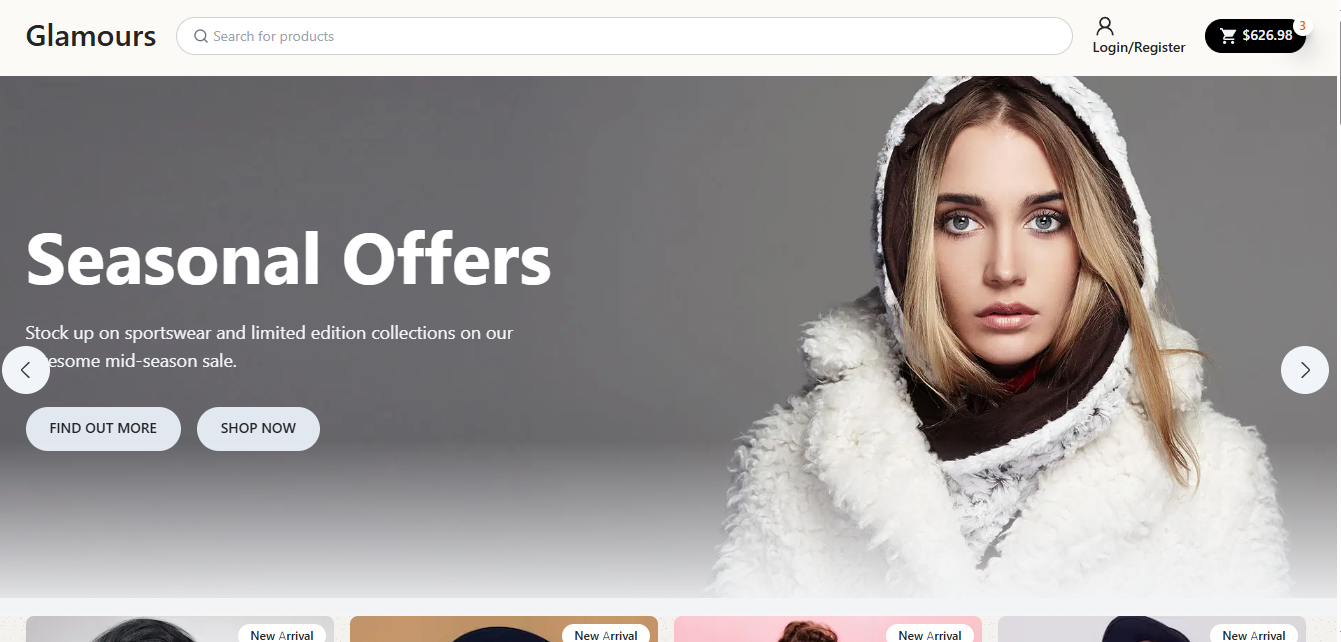 Glamours
Search for products
Login/Register
$626.98
3
Seasonal Offers
Stock up on sportswear and limited edition collections on our
esome mid-season sale.
FIND OUT MORE
SHOP NOW
New Arrival
New Arrival
New Arrival
New Arrival